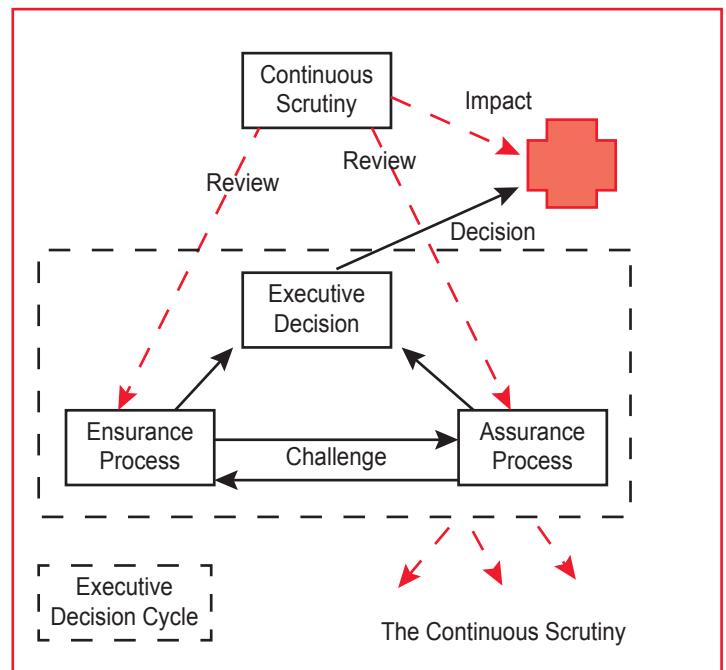 Continuous
Scrutiny
Impact
Review
Review
Decision
Executive
Decision
Ensurance
Process
Challenge
Assurance
Process
Executive
Decision Cycle
The Continuous Scrutiny